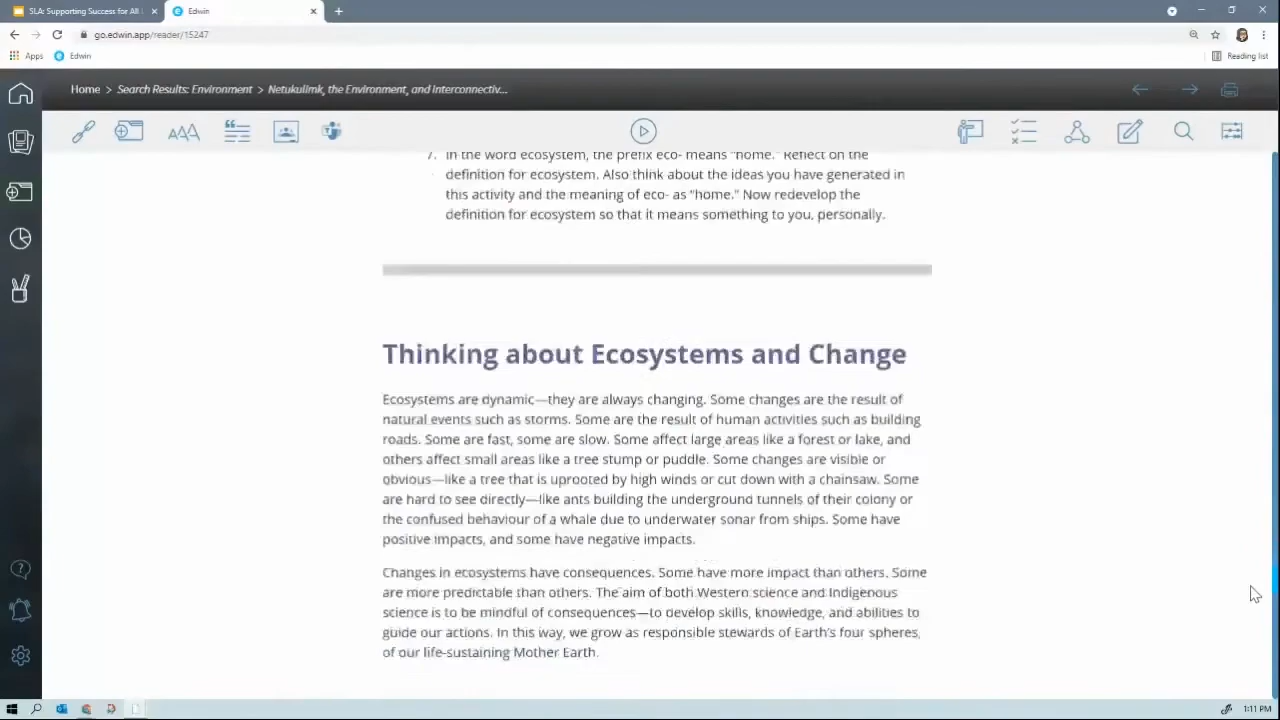 SLA: Supporting Success for All
Edwin
go.edwin.app/reader/15247
Apps
Edwin
Reading list
Home > Search Results: Environment > Netukulimk, the Environment, and Interconnectiv...
7. In the word ecosystem, the prefix eco- means "home." Reflect on the
definition for ecosystem. Also think about the ideas you have generated in
this activity and the meaning of eco- as "home." Now redevelop the
definition for ecosystem so that it means something to you, personally.
Thinking about Ecosystems and Change
Ecosystems are dynamic—they are always changing. Some changes are the result of
natural events such as storms. Some are the result of human activities such as building
roads. Some are fast, some are slow. Some affect large areas like a forest or lake, and
others affect small areas like a tree stump or puddle. Some changes are visible or
obvious—like a tree that is uprooted by high winds or cut down with a chainsaw. Some
are hard to see directly—like ants building the underground tunnels of their colony or
the confused behaviour of a whale due to underwater sonar from ships. Some have
positive impacts, and some have negative impacts.
Changes in ecosystems have consequences. Some have more impact than others. Some
are more predictable than others. The aim of both Western science and Indigenous
science is to be mindful of consequences—to develop skills, knowledge, and abilities to
guide our actions. In this way, we grow as responsible stewards of Earth's four spheres,
of our life-sustaining Mother Earth.
1:11 PM